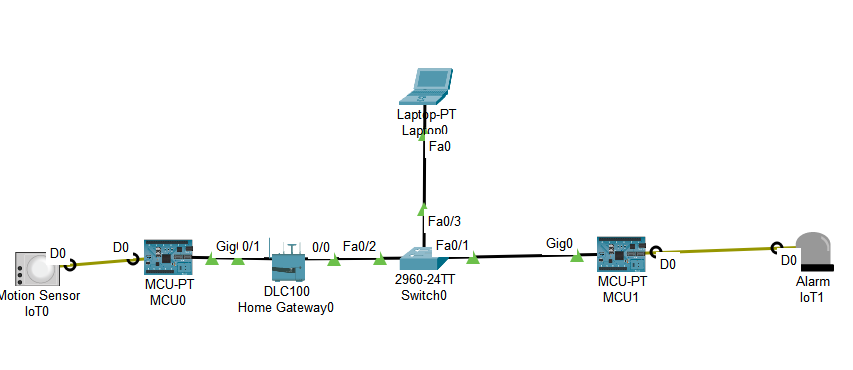 Laptop-PT
Laptop0
Fa0
Fa0/3
D0
D0
Gig
0/1
0/0
Fa0/2
Fa0/1
Gig0
D0
D0
Motion Sensor
IoT0
MCU-PT
MCU0
DLC100
Home Gateway0
2960-24TT
Switch0
MCU-PT
MCU1
Alarm
IoT1